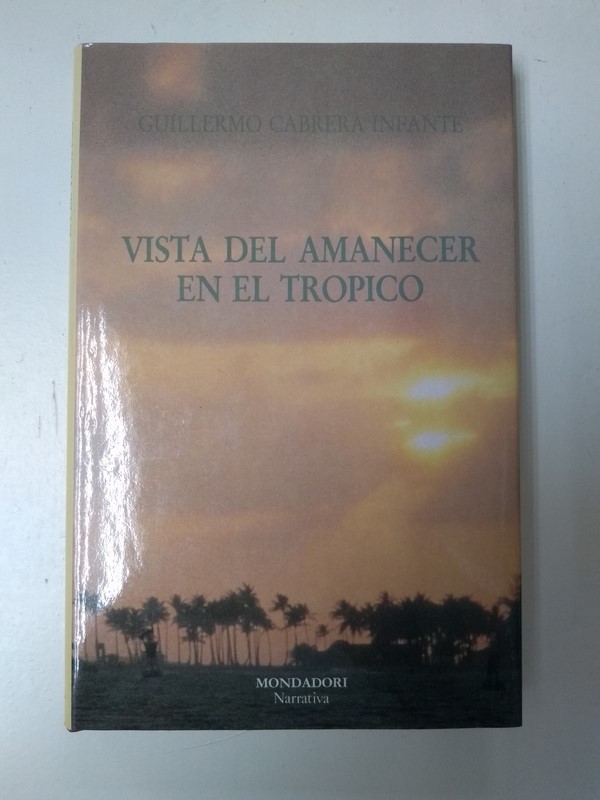 GUILLERMO CABRERA INFANTE
VISTA DEL AMANECER
EN EL TROPICO
MONDADORI
Narrativa